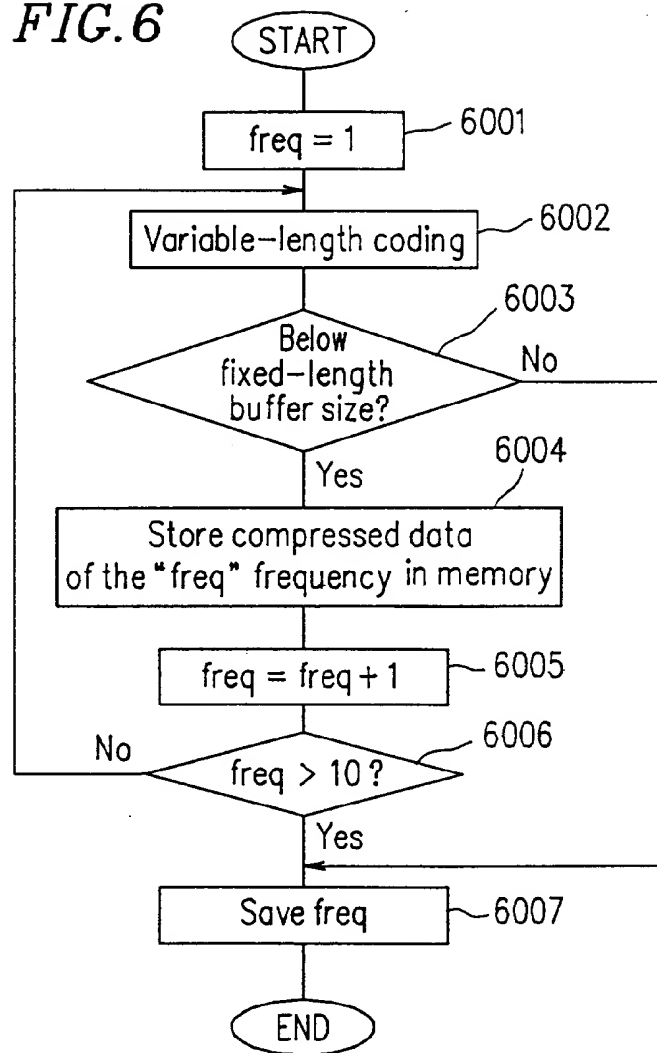 FIG.6
START
freq = 1
6001
Variable-length coding
6002
6003
Below
fixed-length
buffer size?
No
Yes
6004
Store compressed data
of the "freq" frequency in memory
freq = freq + 1
6005
No
6006
freq > 10 ?
Yes
Save freq
6007
END